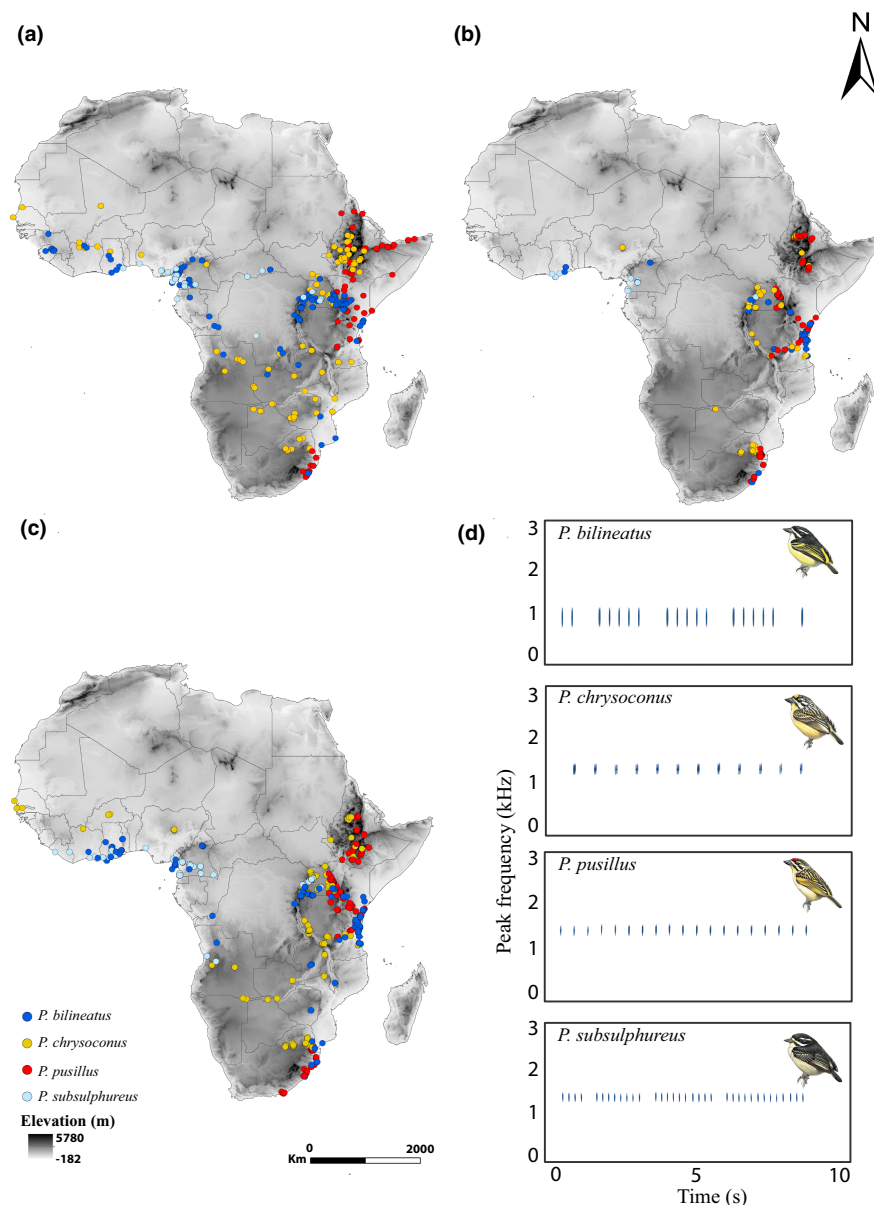 (a)
(b)
N
(c)
(d)
P. bilineatus
3
2
1
0
P. chrysoconus
3
2
1
0
P. pusillus
3
2
1
0
P. subsulphureus
3
2
1
0
0
5
10
Peak frequency (kHz)
Time (s)
P. bilineatus
P. chrysoconus
P. pusillus
P. subsulphureus
Elevation (m)
5780
-182
0
2000
Km